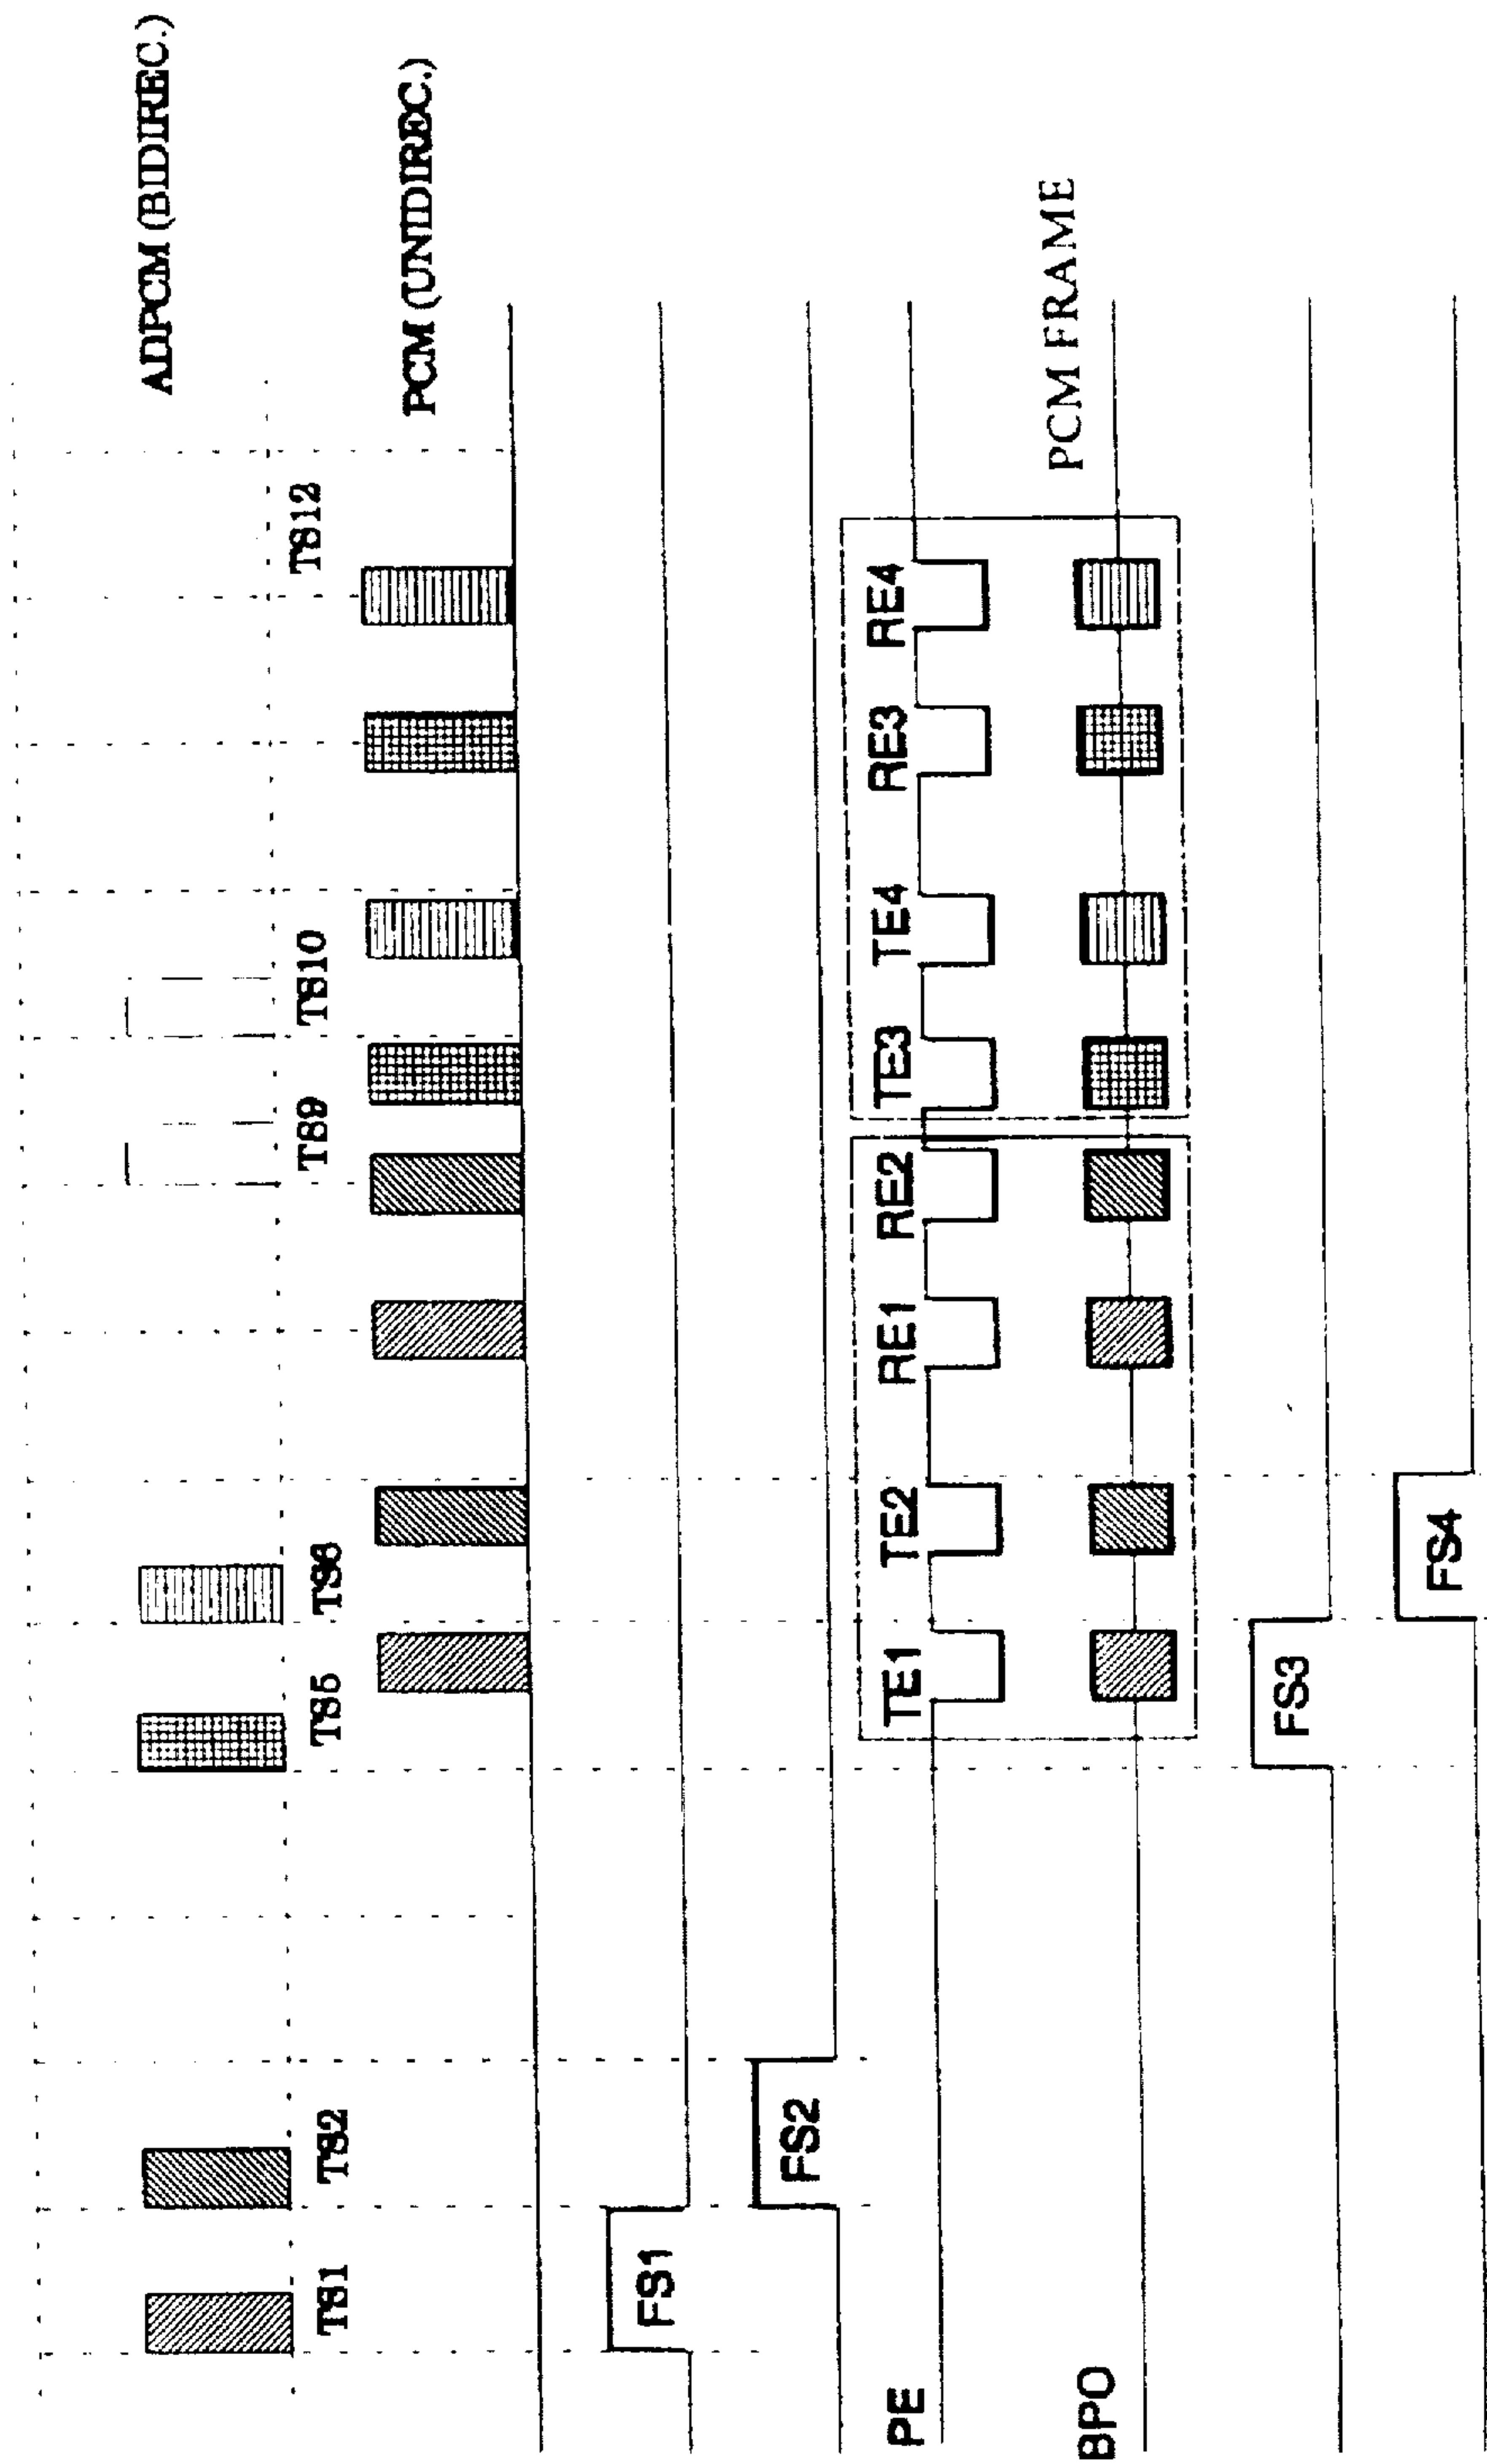 ADPCM (BIDIREC.)
TS1 TS2 TS5 TS6 TS9 TS10 TS12
PCM (UNIDIREC.)
FS1
FS2
PE TE1 TE2 RE1 RE2 TE3 TE4 RE3 RE4
PCM FRAME
BPO
FS3
FS4